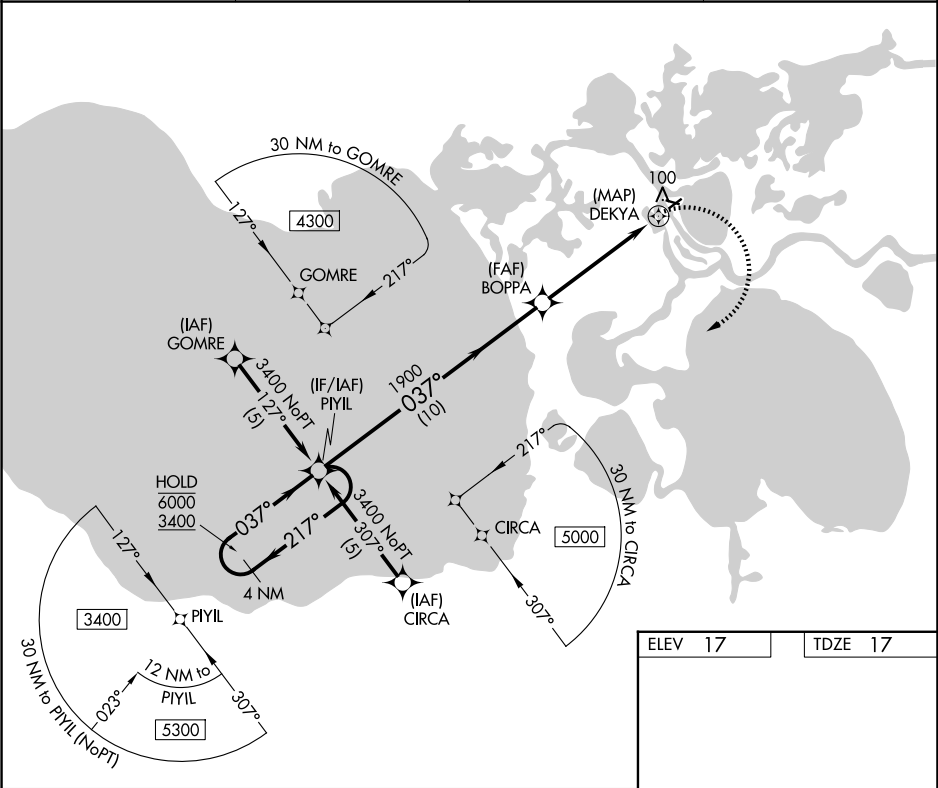 30 NM to GOMRE
127°
4300
GOMRE
217°
100
(MAP)
DEKYA
(FAF)
BOPPA
(IAF)
GOMRE
3400 NoPT
127°
(5)
(IF/IAF)
PIYIL
1900
037°
(10)
HOLD
6000
3400
037°
217°
4 NM
3400 NoPT
307°
(5)
(IAF)
CIRCA
217°
30 NM to CIRCA
CIRCA
5000
307°
127°
3400
PIYIL
30 NM to PIYIL (NoPT)
12 NM to
PIYIL
023°
307°
5300
ELEV 17
TDZE 17